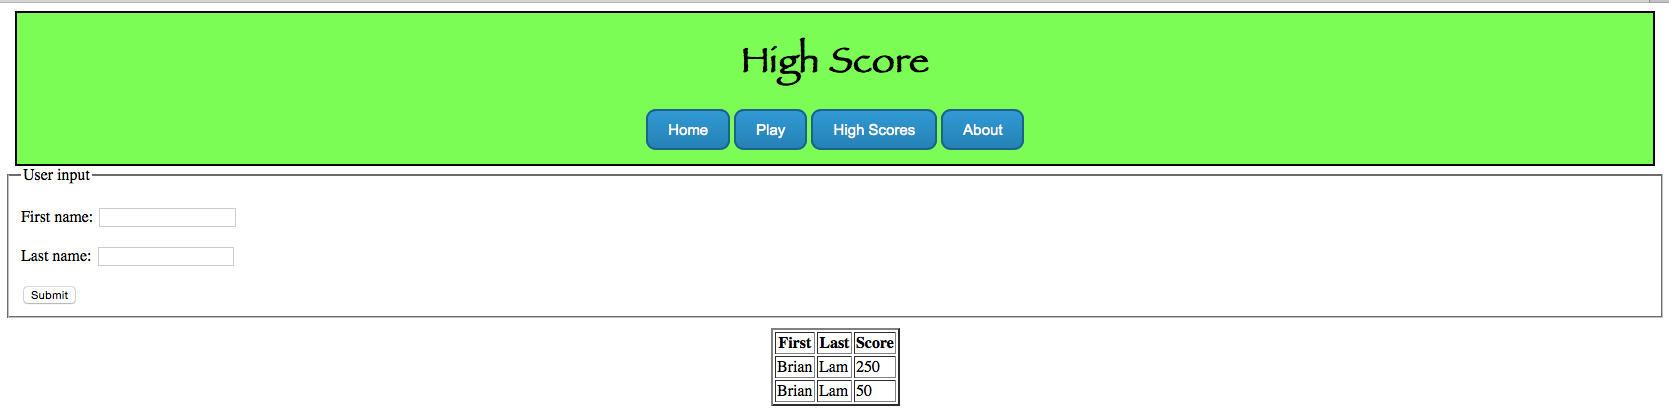 High Score
Home Play High Scores About
User input
First name:
Last name:
Submit
First Last Score
Brian Lam 250
Brian Lam 50